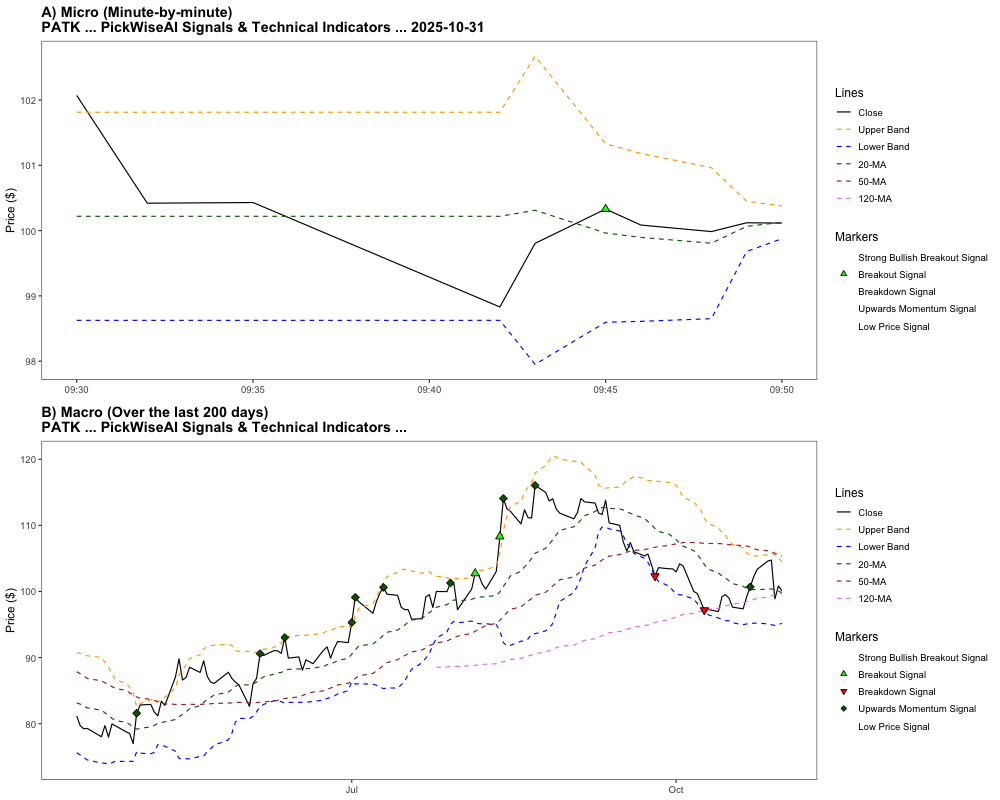 A) Micro (Minute-by-minute)
PATK ... PickWiseAI Signals & Technical Indicators ... 2025-10-31
Price ($)
102
101
100
99
98
09:30
09:35
09:40
09:45
09:50
Lines
Close
Upper Band
Lower Band
20-MA
50-MA
120-MA
Markers
Strong Bullish Breakout Signal
Breakout Signal
Breakdown Signal
Upwards Momentum Signal
Low Price Signal
B) Macro (Over the last 200 days)
PATK ... PickWiseAI Signals & Technical Indicators ...
Price ($)
120
110
100
90
80
Jul
Oct
Lines
Close
Upper Band
Lower Band
20-MA
50-MA
120-MA
Markers
Strong Bullish Breakout Signal
Breakout Signal
Breakdown Signal
Upwards Momentum Signal
Low Price Signal